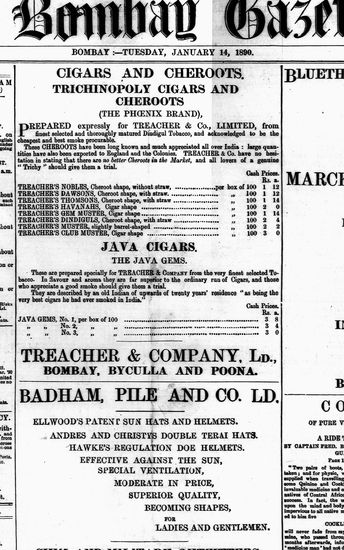 Bombay Gaze
BOMBAY :—TUESDAY, JANUARY 14, 1890.
CIGARS AND CHEROOTS.
TRICHINOPOLY CIGARS AND
CHEROOTS
(THE PHŒNIX BRAND),
PREPARED expressly for TREACHER & Co., LIMITED, from
finest selected and thoroughly matured Dindigul Tobacco, and acknowledged to be the
cheapest and best smoke procurable.
These CHEROOTS have been long known and much appreciated all over India : large quan-
tities have also been exported to England and the Colonies. TREACHER & Co. have no hesi-
tation in stating that there are no better Cheroots in the Market, and all lovers of a genuine
"Trichy" should give them a trial.
Cash Prices.
Rs. a.
TREACHER'S NOBLES, Cheroot shape, without straw, per box of 100 1 12
TREACHER'S DAWSONS, Cheroot shape, with straw „ 100 1 12
TREACHER'S THOMSONS, Cheroot shape, with straw „ 100 1 14
TREACHER'S HAVANAHS, Cigar shape „ 100 2 0
TREACHER'S GEM MUSTER, Cigar shape „ 100 1 14
TREACHER'S DINDIGULS, Cheroot shape, with straw „ 100 2 4
TREACHER'S MUSTER, slightly barrel-shaped „ 100 2 2
TREACHER'S CLUB MUSTER, Cigar shape „ 100 3 0
JAVA CIGARS.
THE JAVA GEMS.
These are prepared specially for TREACHER & COMPANY from the very finest selected To-
bacco. In Savour and aroma they are far superior to the ordinary run of Cigars, and those
who appreciate a good smoke should give them a trial.
They are described by an old Indian of upwards of twenty years' residence "as being the
very best cigars he had ever smoked in India."
Cash Prices.
Rs. a.
JAVA GEMS, No. 1, per box of 100 3 8
„ „ No. 2, „ 3 4
„ „ No. 3, „ 3 0
TREACHER & COMPANY, LD.,
BOMBAY, BYCULLA AND POONA.
BADHAM, PILE AND CO. LD.
ELLWOOD'S PATENT SUN HATS AND HELMETS.
ANDRES AND CHRISTYS DOUBLE TERAI HATS.
HAWKE'S REGULATION DOE HELMETS.
EFFECTIVE AGAINST THE SUN,
SPECIAL VENTILATION,
MODERATE IN PRICE,
SUPERIOR QUALITY,
BECOMING SHAPES,
FOR
LADIES AND GENTLEMEN.
BLUETH
MARC
CO
OF PURE V
A RIDE
BY CAPTAIN FRED. B
"Two pairs of boots,